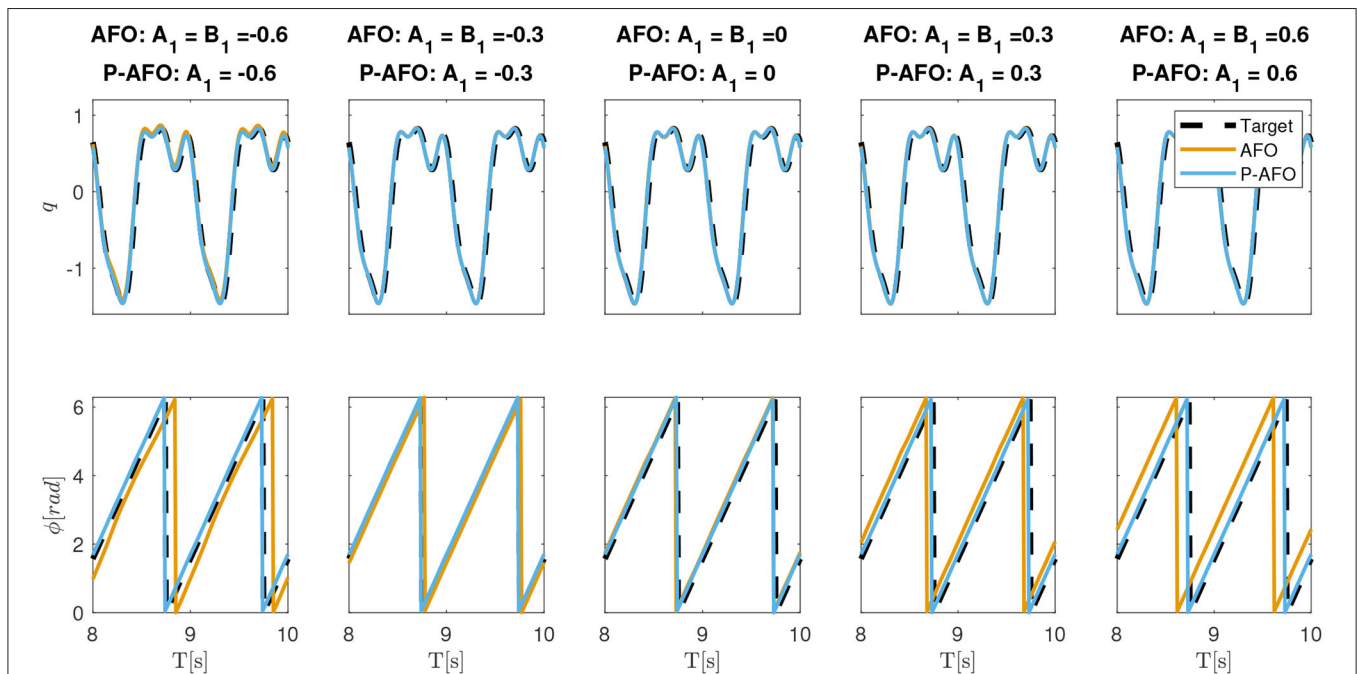 AFO: A₁ = B₁ =-0.6
P-AFO: A₁ = -0.6
AFO: A₁ = B₁ =-0.3
P-AFO: A₁ = -0.3
AFO: A₁ = B₁ =0
P-AFO: A₁ = 0
AFO: A₁ = B₁ =0.3
P-AFO: A₁ = 0.3
AFO: A₁ = B₁ =0.6
P-AFO: A₁ = 0.6
1
0
-1
q
Target
AFO
P-AFO
6
4
2
0
ϕ[rad]
8 9 10
T[s]
8 9 10
T[s]
8 9 10
T[s]
8 9 10
T[s]
8 9 10
T[s]